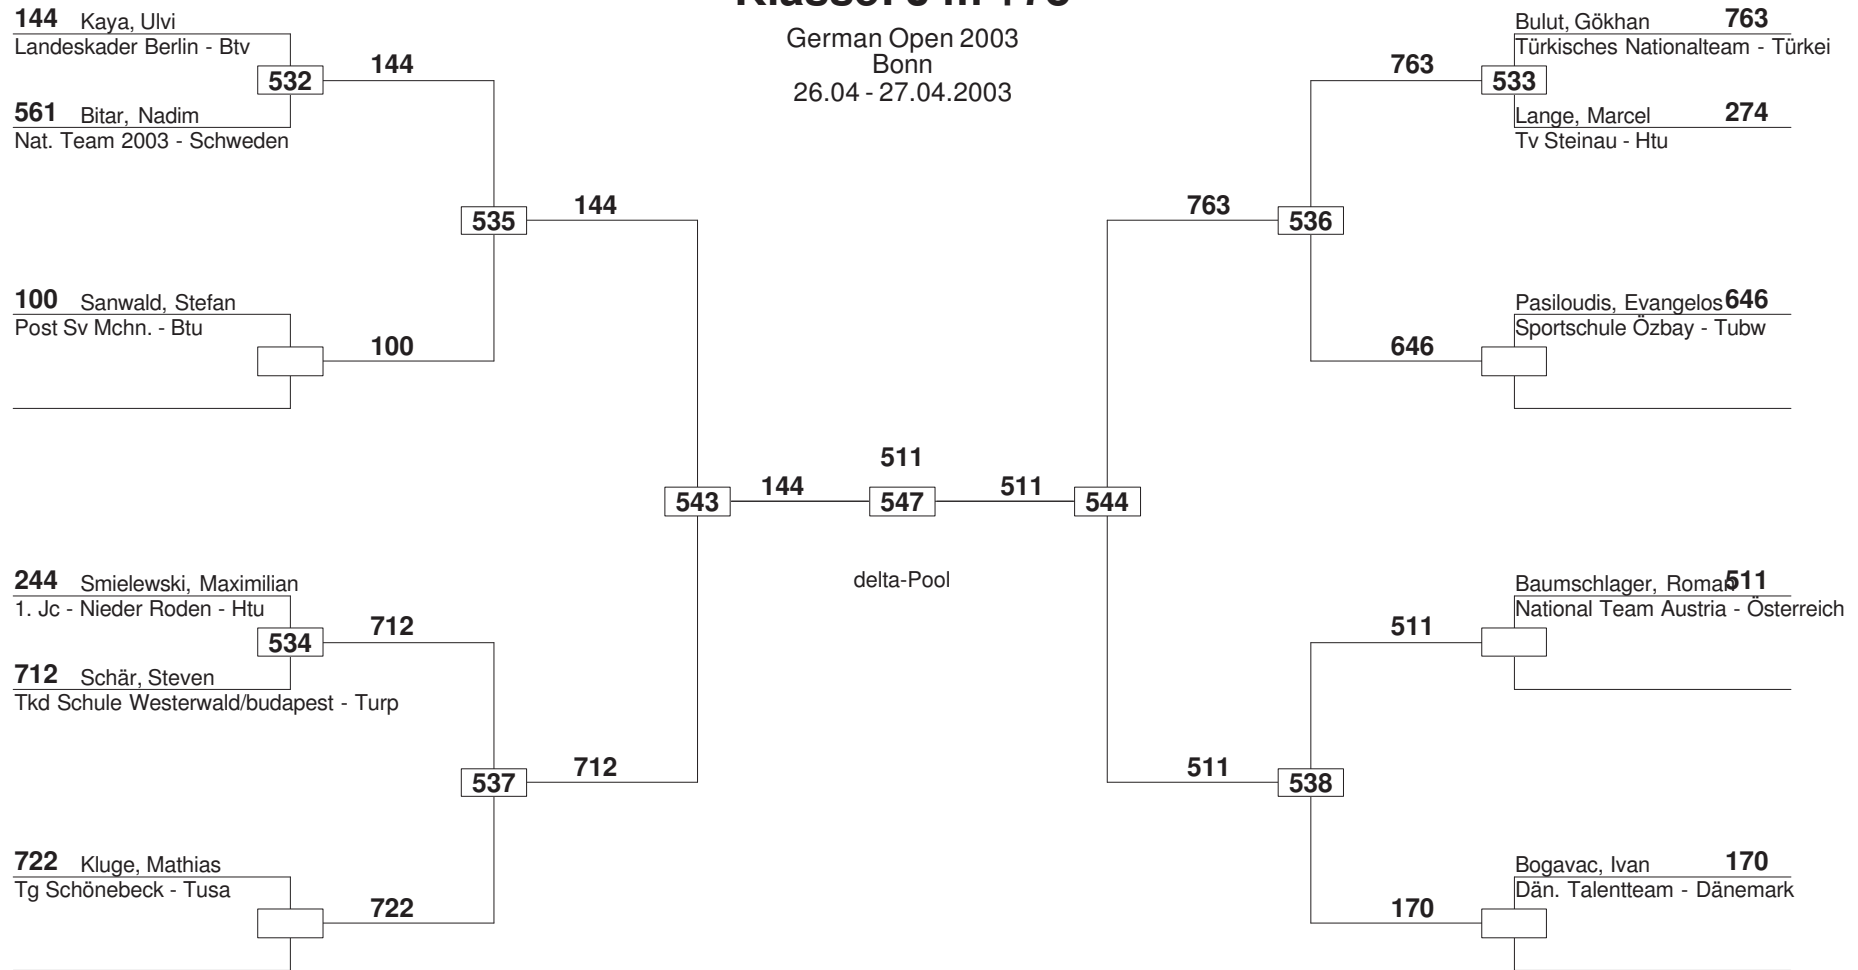 Klasse: J m +78
German Open 2003
Bonn
26.04 - 27.04.2003
144 Kaya, Ulvi
Landeskader Berlin - Btv
532
144
561 Bitar, Nadim
Nat. Team 2003 - Schweden
535
144
100 Sanwald, Stefan
Post Sv Mchn. - Btu
100
543
144
244 Smielewski, Maximilian
1. Jc - Nieder Roden - Htu
534
712
712 Schär, Steven
Tkd Schule Westerwald/budapest - Turp
537
712
722 Kluge, Mathias
Tg Schönebeck - Tusa
722
511
547
delta-Pool
Bulut, Gökhan 763
Türkisches Nationalteam - Türkei
763
533
Lange, Marcel 274
Tv Steinau - Htu
763
536
Pasiloudis, Evangelos 646
Sportschule Özbay - Tubw
646
511
544
Baumschlager, Roman 511
National Team Austria - Österreich
511
511
538
Bogavac, Ivan 170
Dän. Talentteam - Dänemark
170